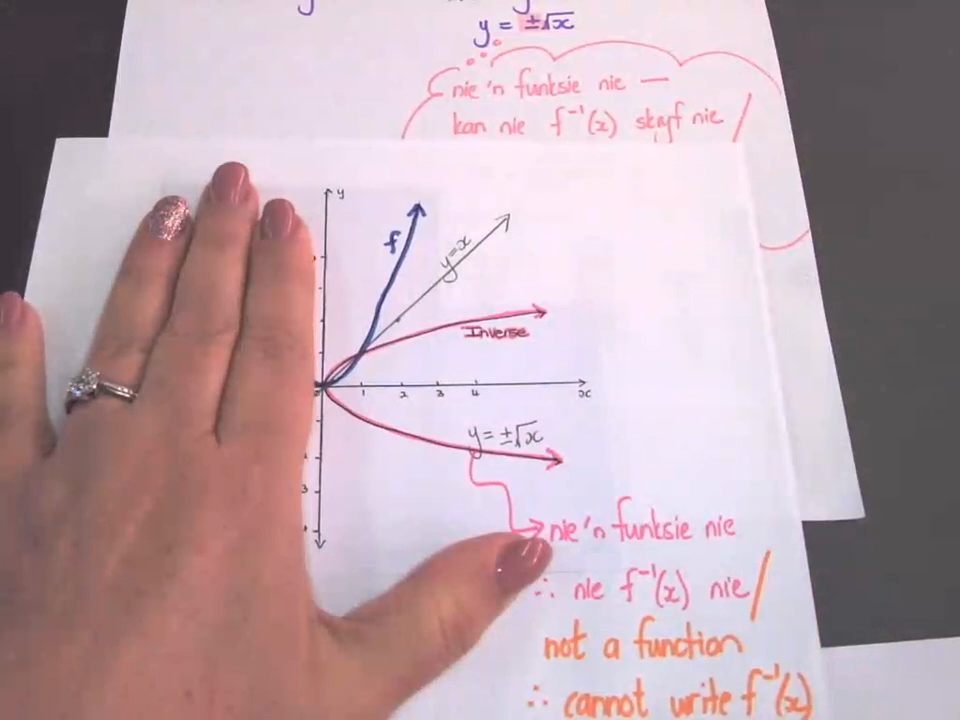 y = ±√x
nie 'n funksie nie —
kan nie f⁻¹(x) skryf nie /
y
f
y=x
Inverse
1 2 3 4 x
y = ±√x
3
nie 'n funksie nie
∴ nie f⁻¹(x) nie /
not a function
∴ cannot write f⁻¹(x)